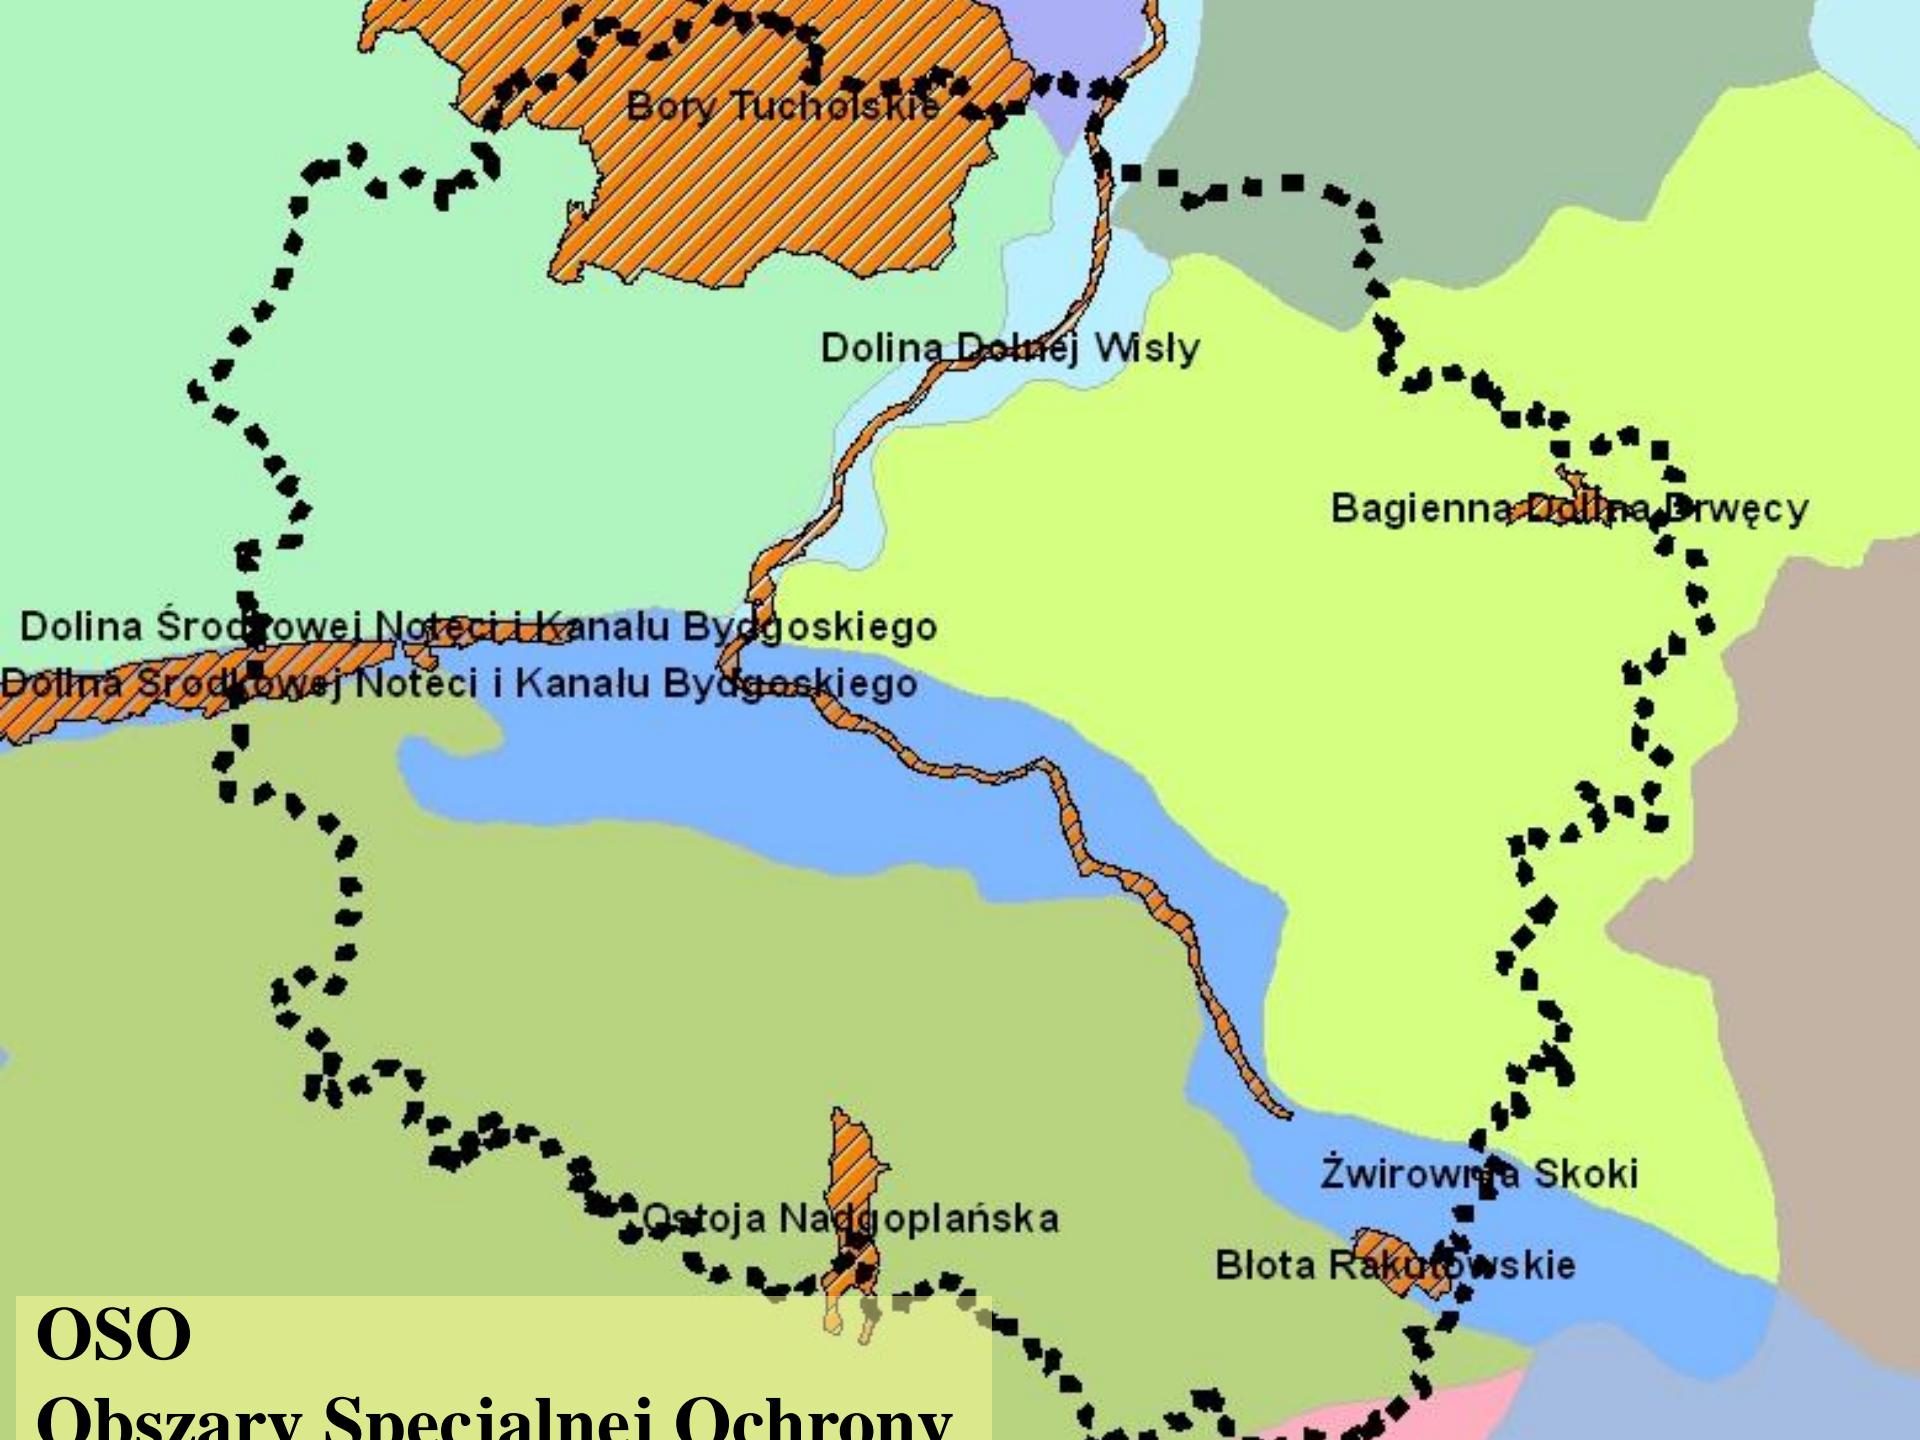 Bory Tucholskie
Dolina Dolnej Wisły
Bagienna Dolina Drwęcy
Dolina Środkowej Noteci i Kanału Bydgoskiego
Dolina Środkowej Noteci i Kanału Bydgoskiego
Żwirownia Skoki
Ostoja Nadgoplańska
Błota Rakutowskie
OSO
Obszary Specjalnej Ochrony